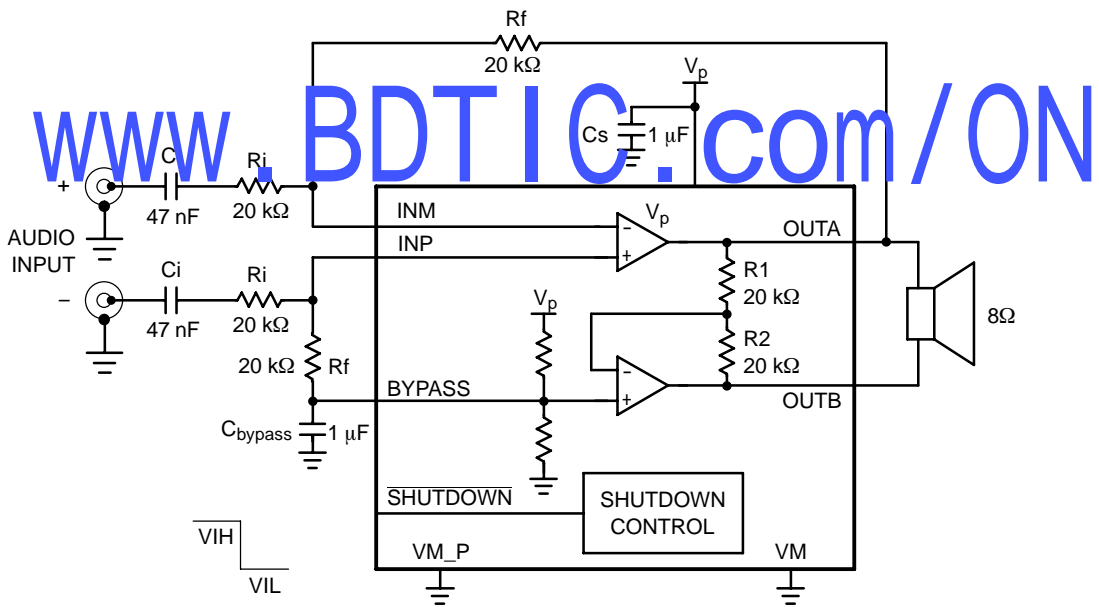 Rf
20 kΩ
Vp
www.BDTIC.com/ON
Cs
1 μF
C
Ri
+
47 nF
20 kΩ
AUDIO
INPUT
INM
Vp
−
OUTA
INP
+
R1
20 kΩ
Ci
Ri
−
47 nF
20 kΩ
Vp
8Ω
R2
20 kΩ
20 kΩ
Rf
−
BYPASS
+
OUTB
Cbypass
1 μF
SHUTDOWN
SHUTDOWN
CONTROL
VIH
VIL
VM_P
VM